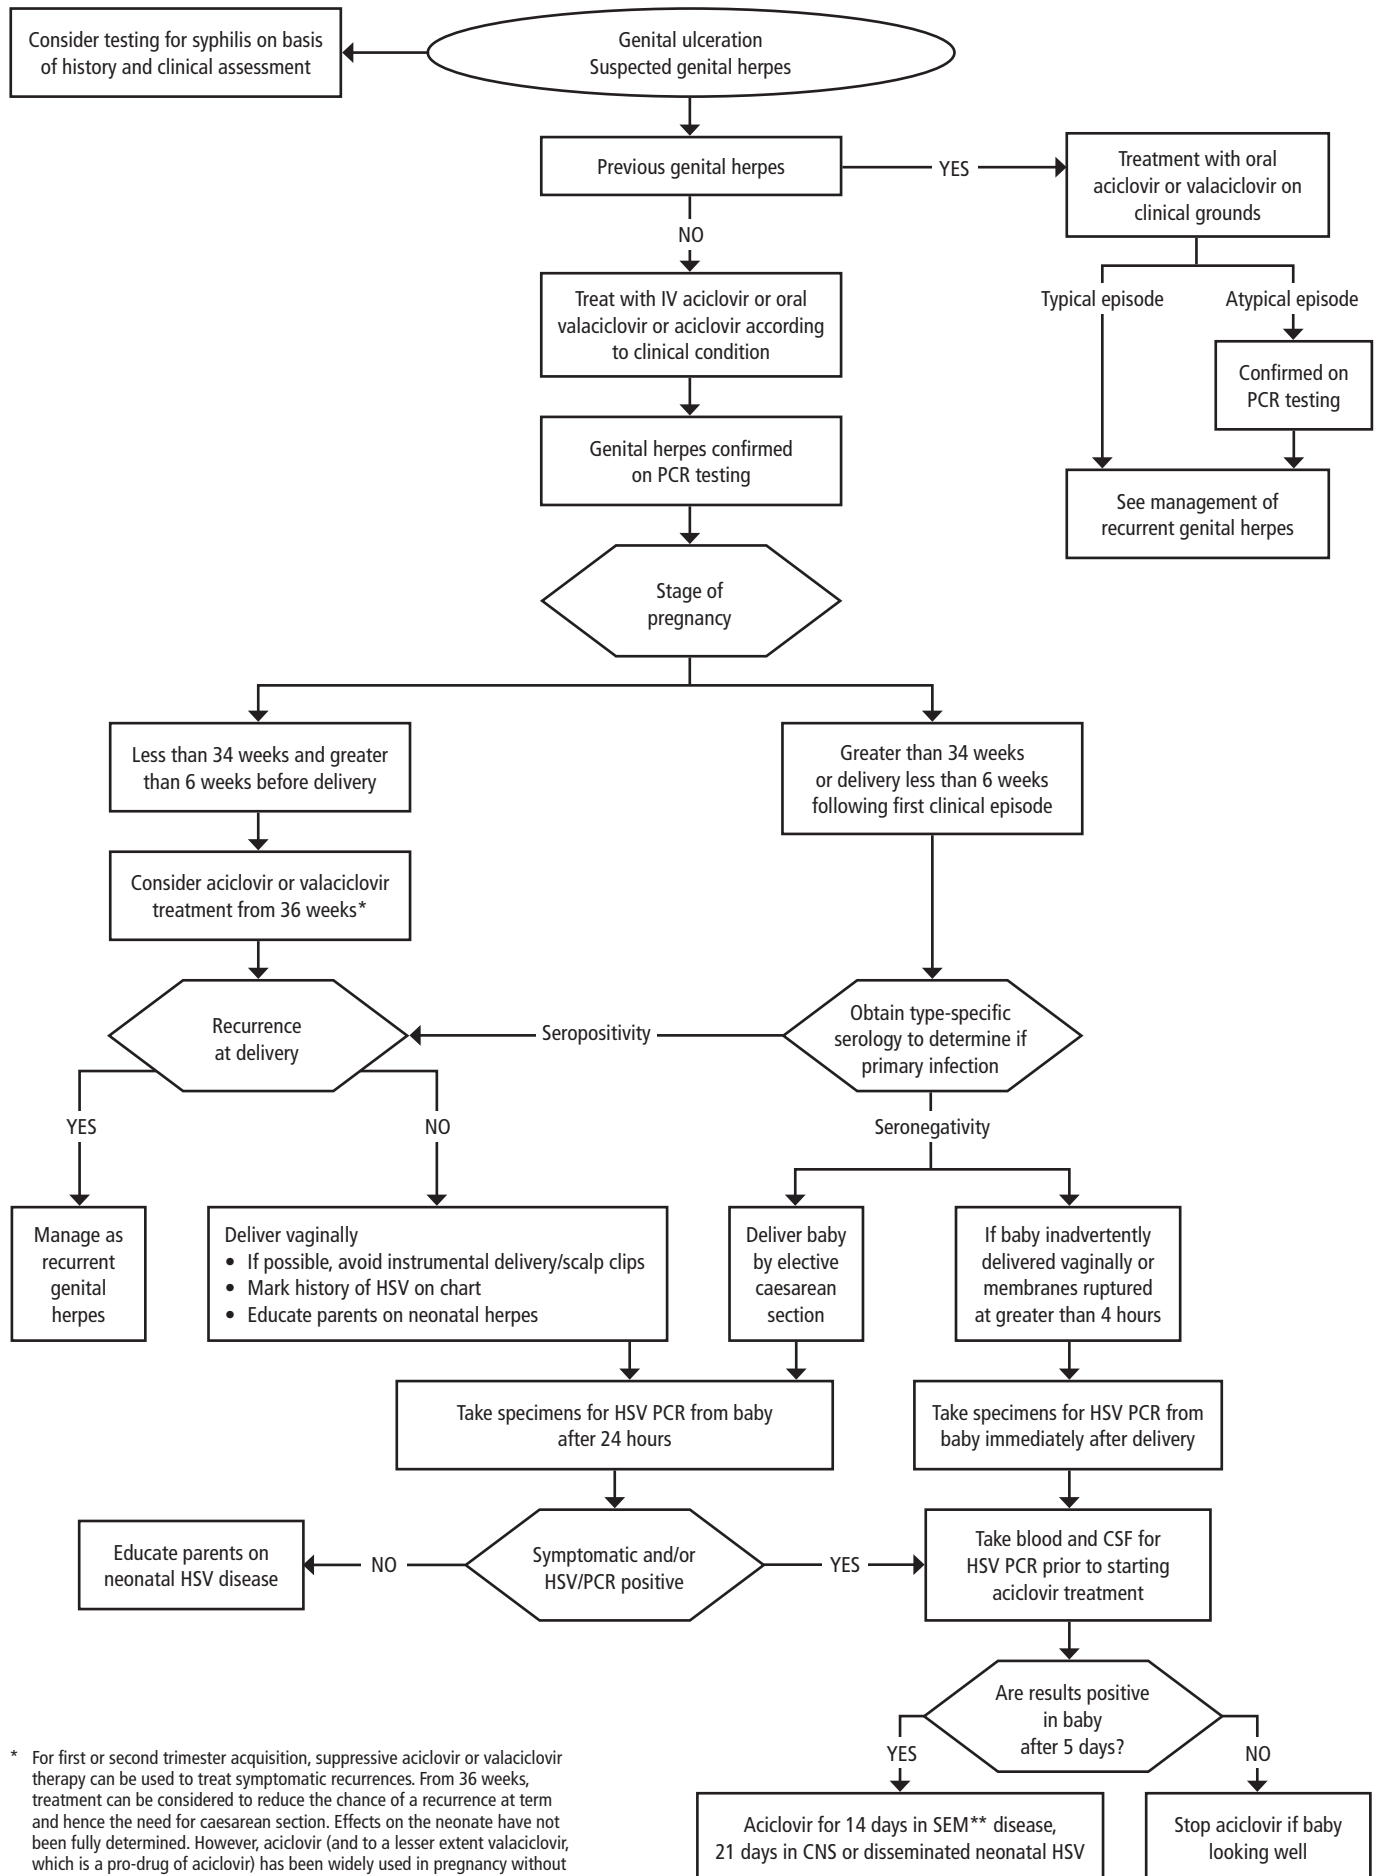 Consider testing for syphilis on basis
of history and clinical assessment
Genital ulceration
Suspected genital herpes
Previous genital herpes
YES
Treatment with oral
aciclovir or valaciclovir on
clinical grounds
NO
Treat with IV aciclovir or oral
valaciclovir or aciclovir according
to clinical condition
Typical episode
Atypical episode
Confirmed on
PCR testing
Genital herpes confirmed
on PCR testing
See management of
recurrent genital herpes
Stage of
pregnancy
Less than 34 weeks and greater
than 6 weeks before delivery
Greater than 34 weeks
or delivery less than 6 weeks
following first clinical episode
Consider aciclovir or valaciclovir
treatment from 36 weeks*
Recurrence
at delivery
Seropositivity
Obtain type-specific
serology to determine if
primary infection
YES
NO
Seronegativity
Manage as
recurrent
genital
herpes
Deliver vaginally
• If possible, avoid instrumental delivery/scalp clips
• Mark history of HSV on chart
• Educate parents on neonatal herpes
Deliver baby
by elective
caesarean
section
If baby inadvertently
delivered vaginally or
membranes ruptured
at greater than 4 hours
Take specimens for HSV PCR from baby
after 24 hours
Take specimens for HSV PCR from
baby immediately after delivery
Educate parents on
neonatal HSV disease
NO
Symptomatic and/or
HSV/PCR positive
YES
Take blood and CSF for
HSV PCR prior to starting
aciclovir treatment
Are results positive
in baby
after 5 days?
YES
NO
Aciclovir for 14 days in SEM** disease,
21 days in CNS or disseminated neonatal HSV
Stop aciclovir if baby
looking well
* For first or second trimester acquisition, suppressive aciclovir or valaciclovir
therapy can be used to treat symptomatic recurrences. From 36 weeks,
treatment can be considered to reduce the chance of a recurrence at term
and hence the need for caesarean section. Effects on the neonate have not
been fully determined. However, aciclovir (and to a lesser extent valaciclovir,
which is a pro-drug of aciclovir) has been widely used in pregnancy without